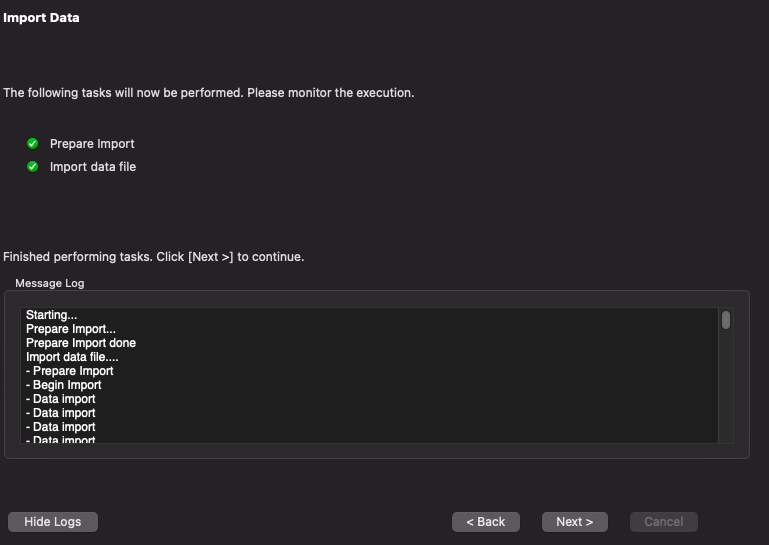 Import Data
The following tasks will now be performed. Please monitor the execution.
Prepare Import
Import data file
Finished performing tasks. Click [Next >] to continue.
Message Log
Starting...
Prepare Import...
Prepare Import done
Import data file....
- Prepare Import
- Begin Import
- Data import
- Data import
- Data import
- Data import
Hide Logs
< Back
Next >
Cancel